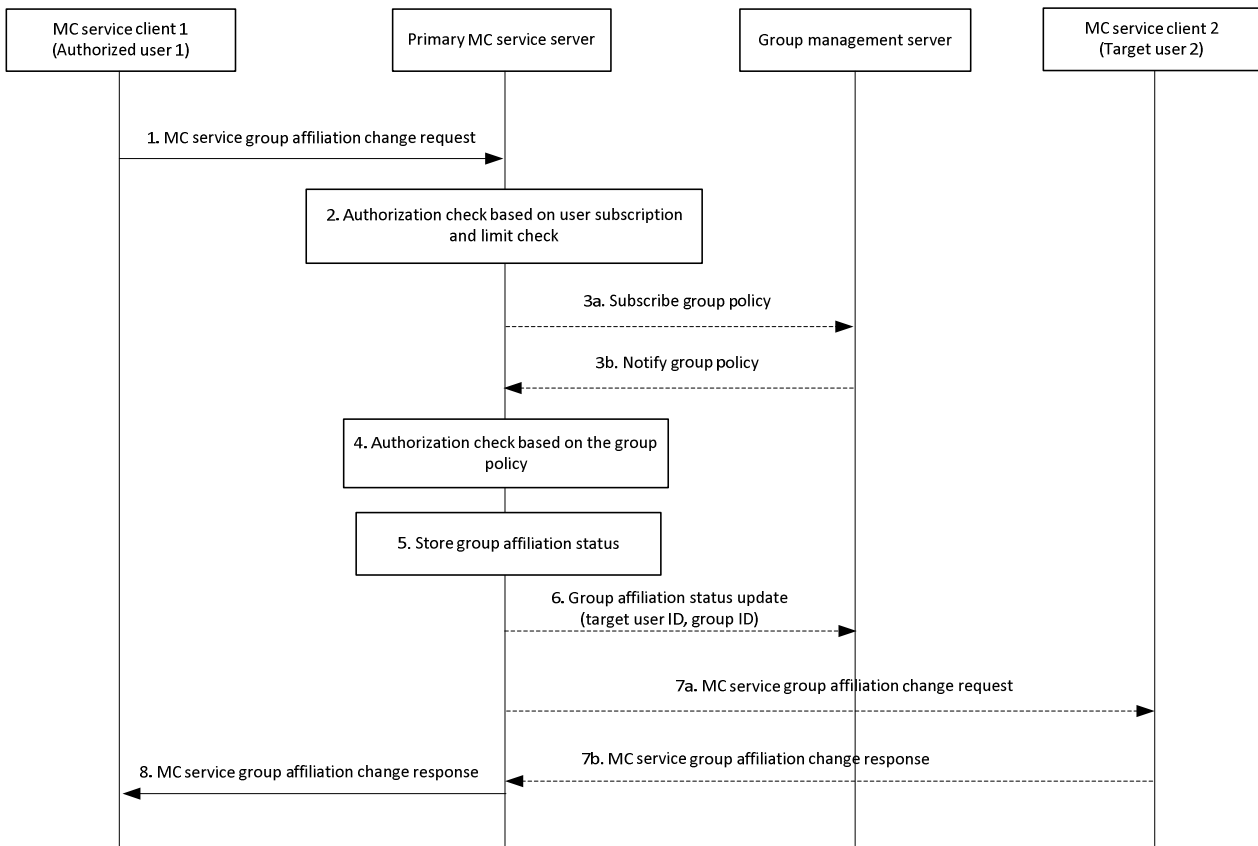 MC service client 1
(Authorized user 1)
Primary MC service server
Group management server
MC service client 2
(Target user 2)
1. MC service group affiliation change request
2. Authorization check based on user subscription
and limit check
3a. Subscribe group policy
3b. Notify group policy
4. Authorization check based on the group
policy
5. Store group affiliation status
6. Group affiliation status update
(target user ID, group ID)
7a. MC service group affiliation change request
7b. MC service group affiliation change response
8. MC service group affiliation change response